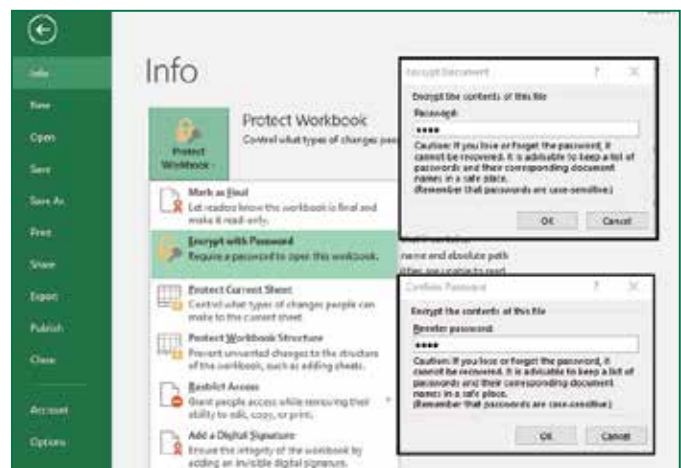 Info
New
Open
Save
Save As
Print
Share
Export
Publish
Close
Account
Options
Info
Protect Workbook
Protect Workbook
Control what types of changes peo
Mark as Final
Let readers know the workbook is final and
make it read-only.
Encrypt with Password
Require a password to open this workbook.
Protect Current Sheet
Control what types of changes people can
make to the current sheet.
Protect Workbook Structure
Prevent unwanted changes to the structure
of the workbook, such as adding sheets.
Restrict Access
Grant people access while removing their
ability to edit, copy, or print.
Add a Digital Signature
Ensure the integrity of the workbook by
adding an invisible digital signature.
name and absolute path
Encrypt Document ? ×
Encrypt the contents of this file
Password:
••••
Caution: If you lose or forget the password, it
cannot be recovered. It is advisable to keep a list of
passwords and their corresponding document
names in a safe place.
(Remember that passwords are case-sensitive.)
OK Cancel
Confirm Password ? ×
Encrypt the contents of this file
Reenter password:
••••
Caution: If you lose or forget the password, it
cannot be recovered. It is advisable to keep a list of
passwords and their corresponding document
names in a safe place.
(Remember that passwords are case-sensitive.)
OK Cancel